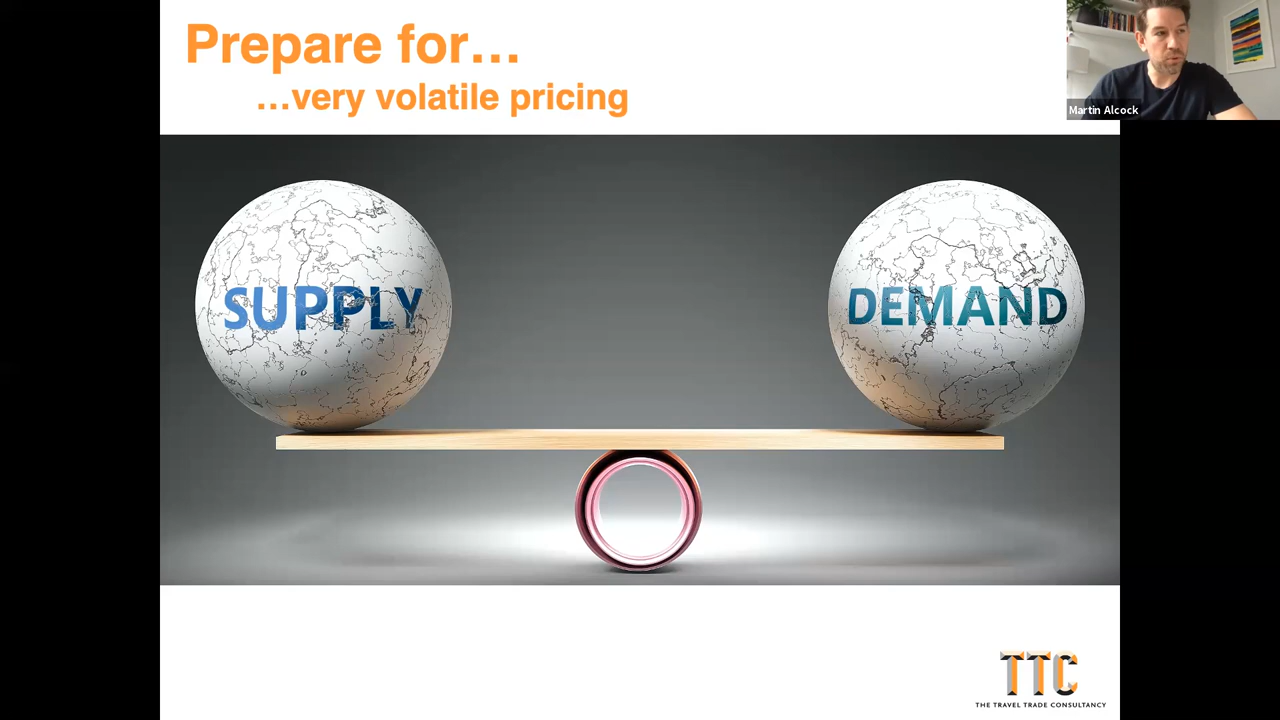 Prepare for…
…very volatile pricing
Martin Alcock
SUPPLY
DEMAND
TTC
THE TRAVEL TRADE CONSULTANCY